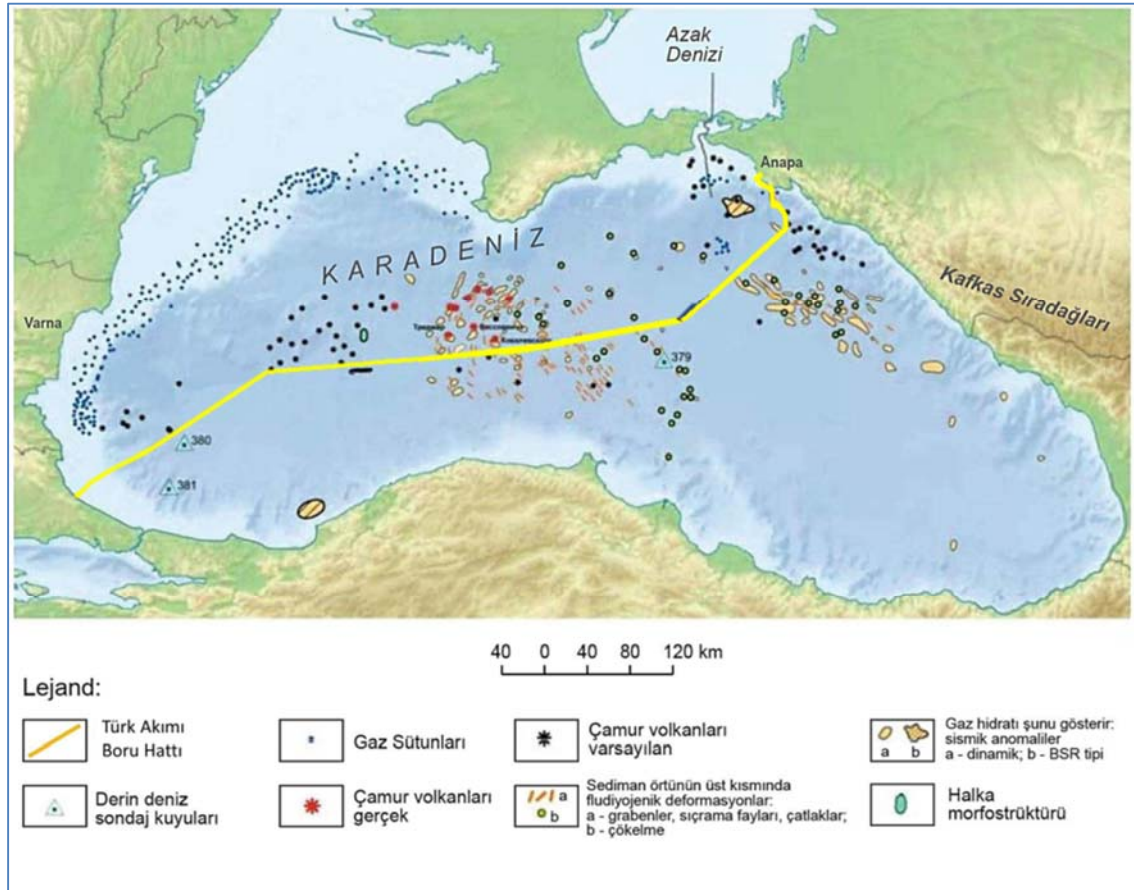 Azak
Denizi
Anapa
KARADENİZ
Kafkas Sıradağları
Varna
379
380
381
40 0 40 80 120 km
Lejand:
Türk Akımı
Boru Hattı
Gaz Sütunları
Çamur volkanları
varsayılan
Gaz hidratı şunu gösterir:
sismik anomaliler
a - dinamik; b - BSR tipi
a b
Derin deniz
sondaj kuyuları
Çamur volkanları
gerçek
a
b
Sediman örtünün üst kısmında
fludiyojenik deformasyonlar:
a - grabenler, sıçrama fayları, çatlaklar;
b - çökelme
Halka
morfostrüktürü